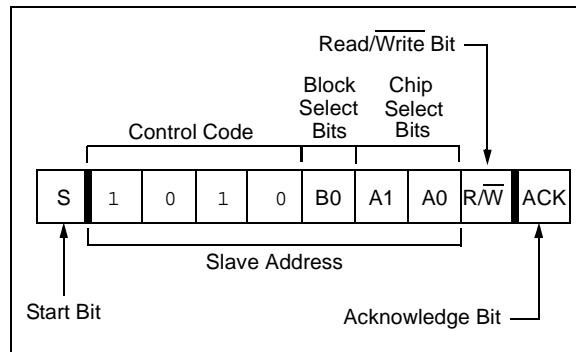 Read/Write Bit
Block Select Bits
Chip Select Bits
Control Code
S 1 0 1 0 B0 A1 A0 R/W ACK
Slave Address
Start Bit
Acknowledge Bit